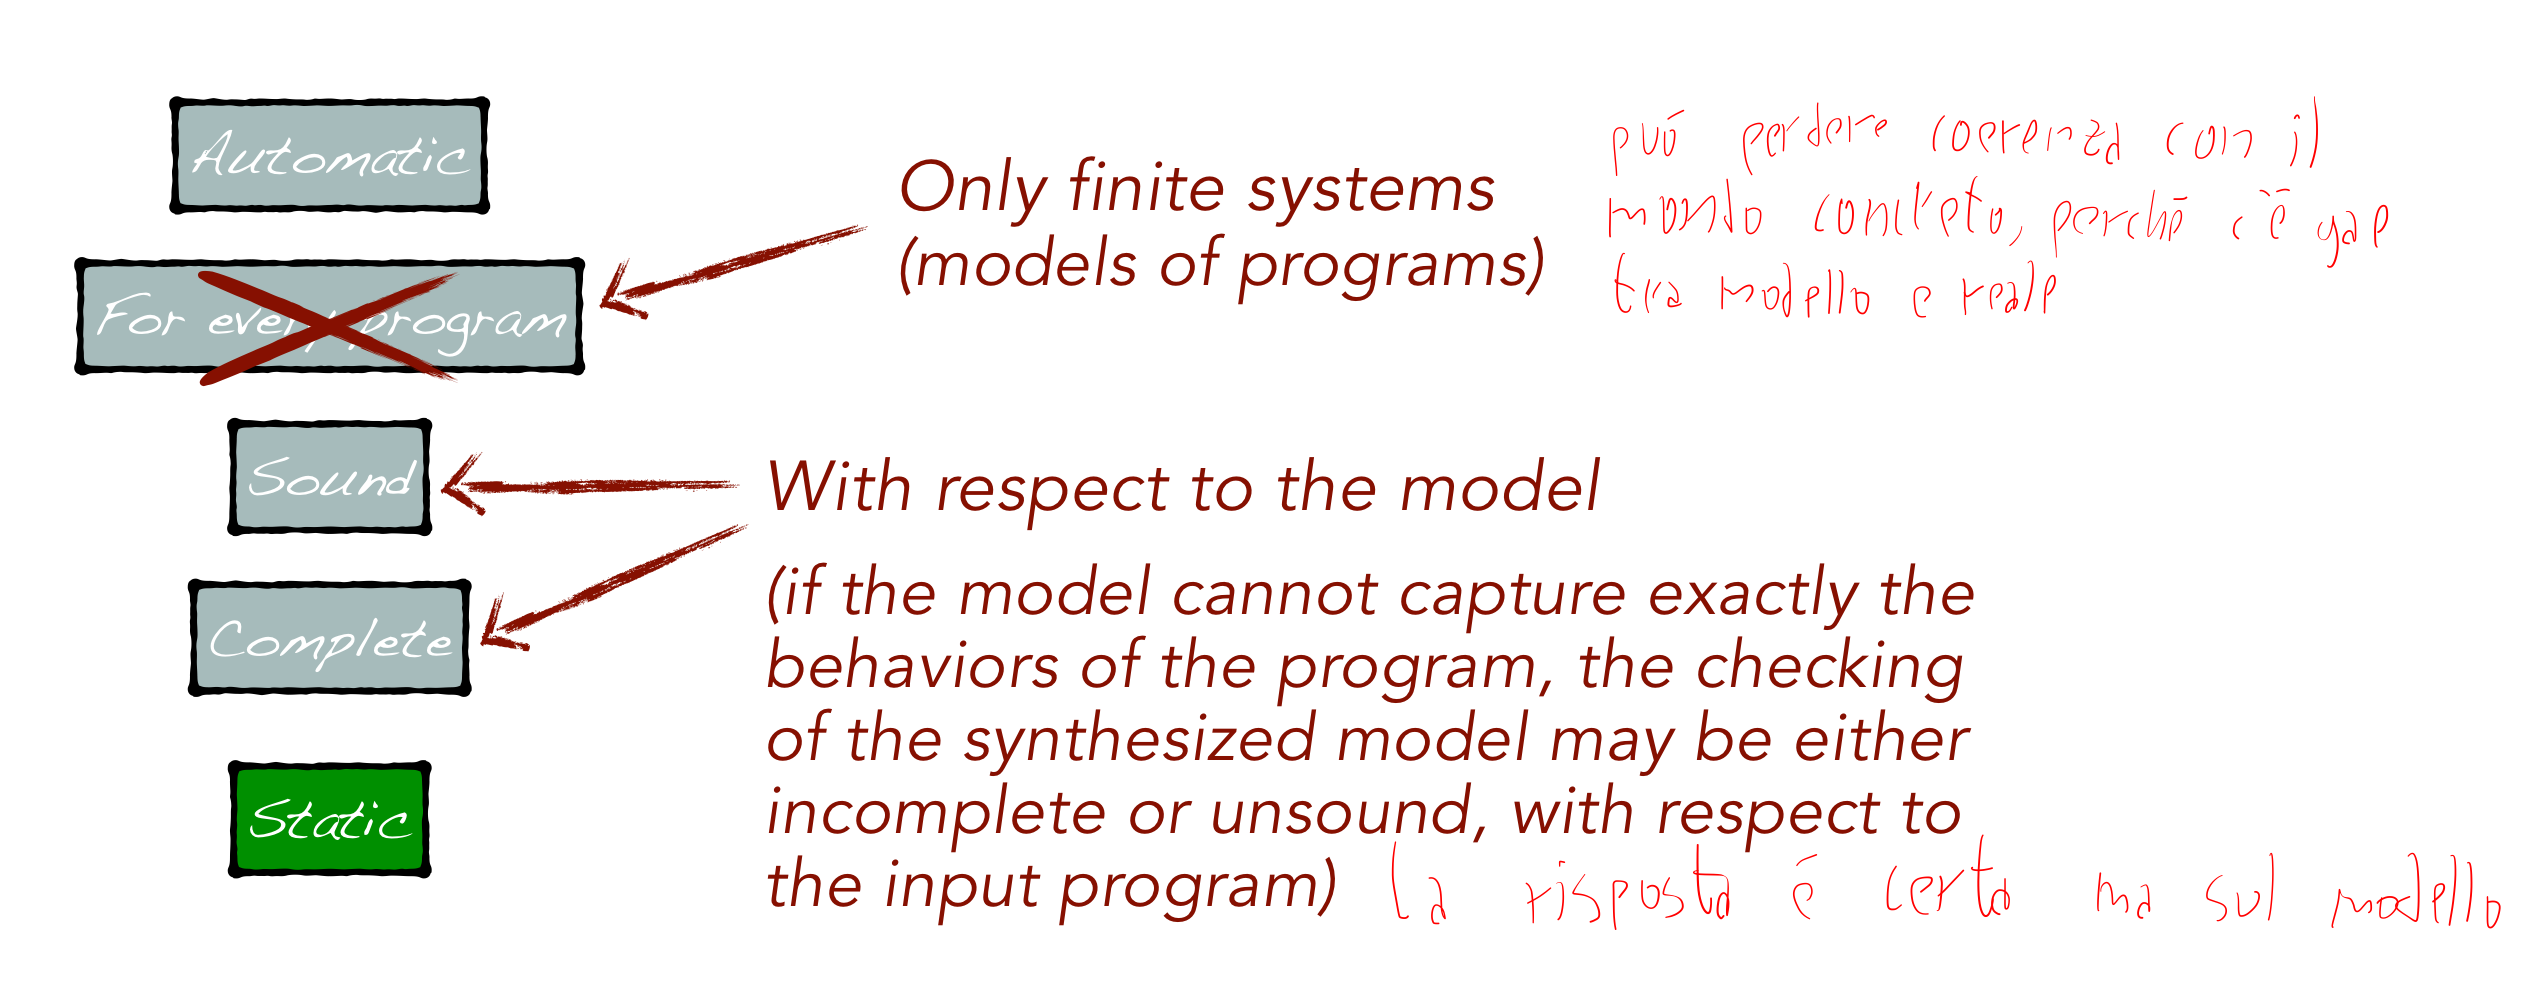 Automatic
Only finite systems
(models of programs)
può perdere coerenza con il
mondo concreto, perchè c'è gap
tra modello e reale
For every program
Sound
With respect to the model
Complete
(if the model cannot capture exactly the
behaviors of the program, the checking
of the synthesized model may be either
incomplete or unsound, with respect to
the input program)
Static
la risposta è certa ma sul modello